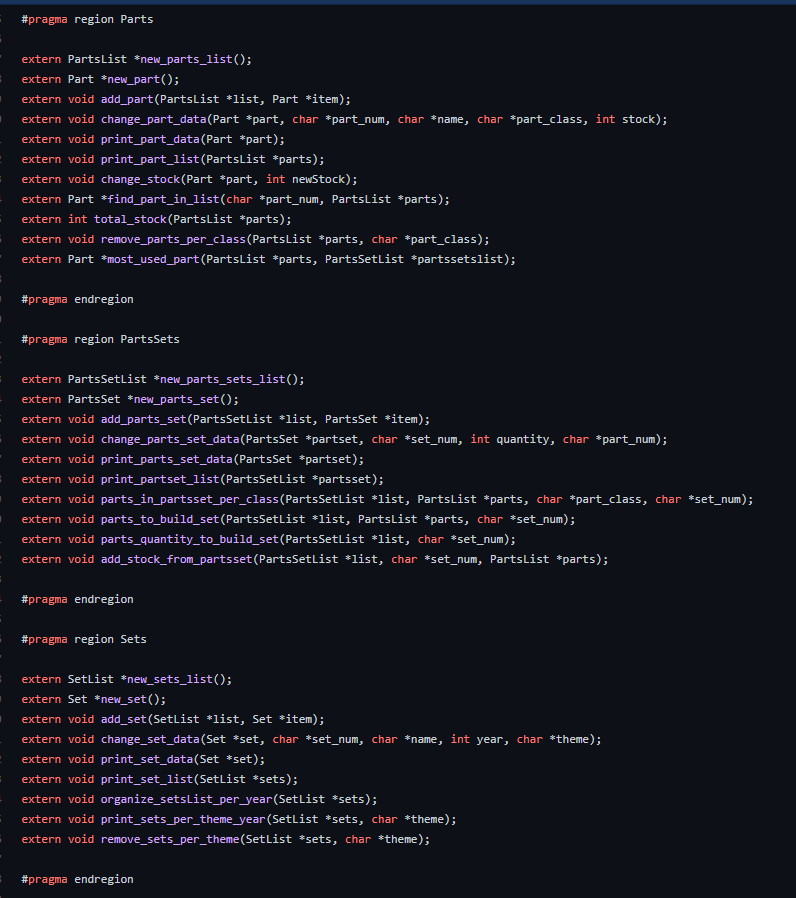 #pragma region Parts
extern PartsList *new_parts_list();
extern Part *new_part();
extern void add_part(PartsList *list, Part *item);
extern void change_part_data(Part *part, char *part_num, char *name, char *part_class, int stock);
extern void print_part_data(Part *part);
extern void print_part_list(PartsList *parts);
extern void change_stock(Part *part, int newStock);
extern Part *find_part_in_list(char *part_num, PartsList *parts);
extern int total_stock(PartsList *parts);
extern void remove_parts_per_class(PartsList *parts, char *part_class);
extern Part *most_used_part(PartsList *parts, PartsSetList *partssetslist);
#pragma endregion
#pragma region PartsSets
extern PartsSetList *new_parts_sets_list();
extern PartsSet *new_parts_set();
extern void add_parts_set(PartsSetList *list, PartsSet *item);
extern void change_parts_set_data(PartsSet *partset, char *set_num, int quantity, char *part_num);
extern void print_parts_set_data(PartsSet *partset);
extern void print_partset_list(PartsSetList *partsset);
extern void parts_in_partsset_per_class(PartsSetList *list, PartsList *parts, char *part_class, char *set_num);
extern void parts_to_build_set(PartsSetList *list, PartsList *parts, char *set_num);
extern void parts_quantity_to_build_set(PartsSetList *list, char *set_num);
extern void add_stock_from_partsset(PartsSetList *list, char *set_num, PartsList *parts);
#pragma endregion
#pragma region Sets
extern SetList *new_sets_list();
extern Set *new_set();
extern void add_set(SetList *list, Set *item);
extern void change_set_data(Set *set, char *set_num, char *name, int year, char *theme);
extern void print_set_data(Set *set);
extern void print_set_list(SetList *sets);
extern void organize_setsList_per_year(SetList *sets);
extern void print_sets_per_theme_year(SetList *sets, char *theme);
extern void remove_sets_per_theme(SetList *sets, char *theme);
#pragma endregion